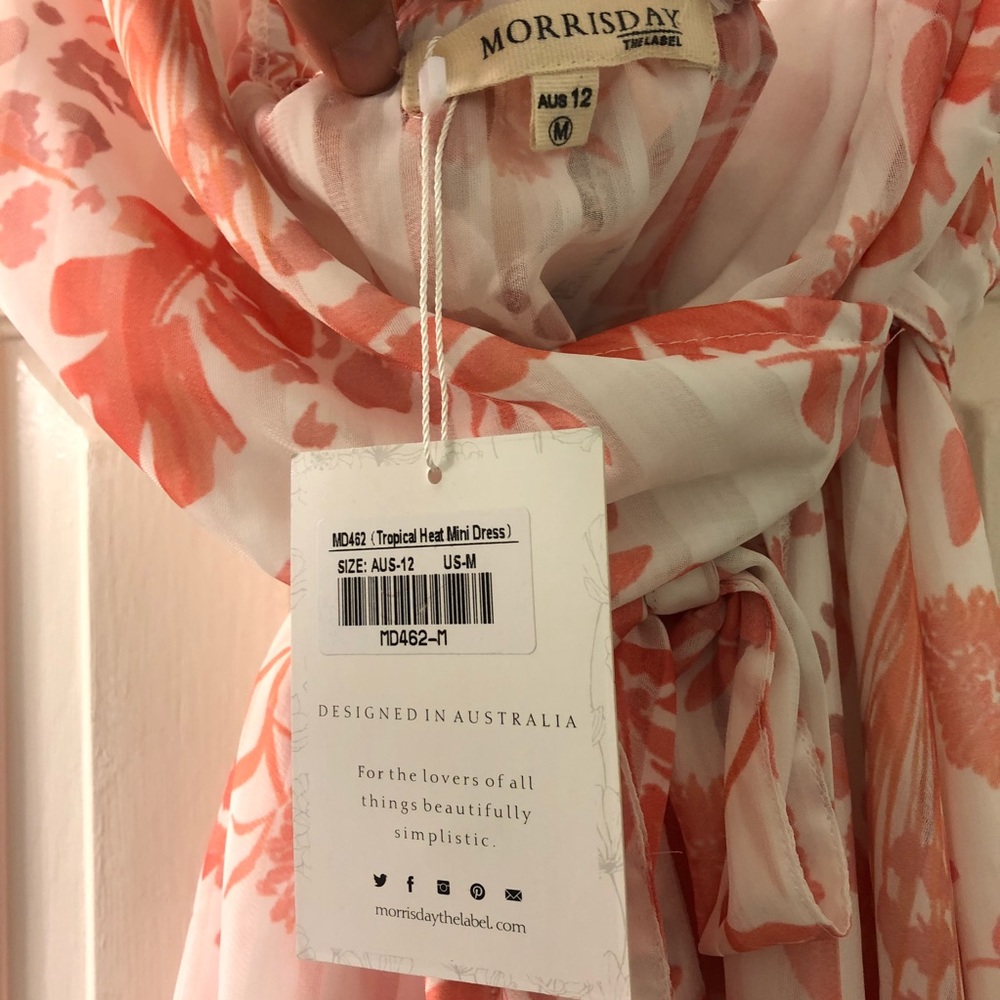 MORRISDAY
THE LABEL
AUS 12
M
MD462 (Tropical Heat Mini Dress)
SIZE: AUS-12 US-M
MD462-M
DESIGNED IN AUSTRALIA
For the lovers of all
things beautifully
simplistic.
morrisdaythelabel.com